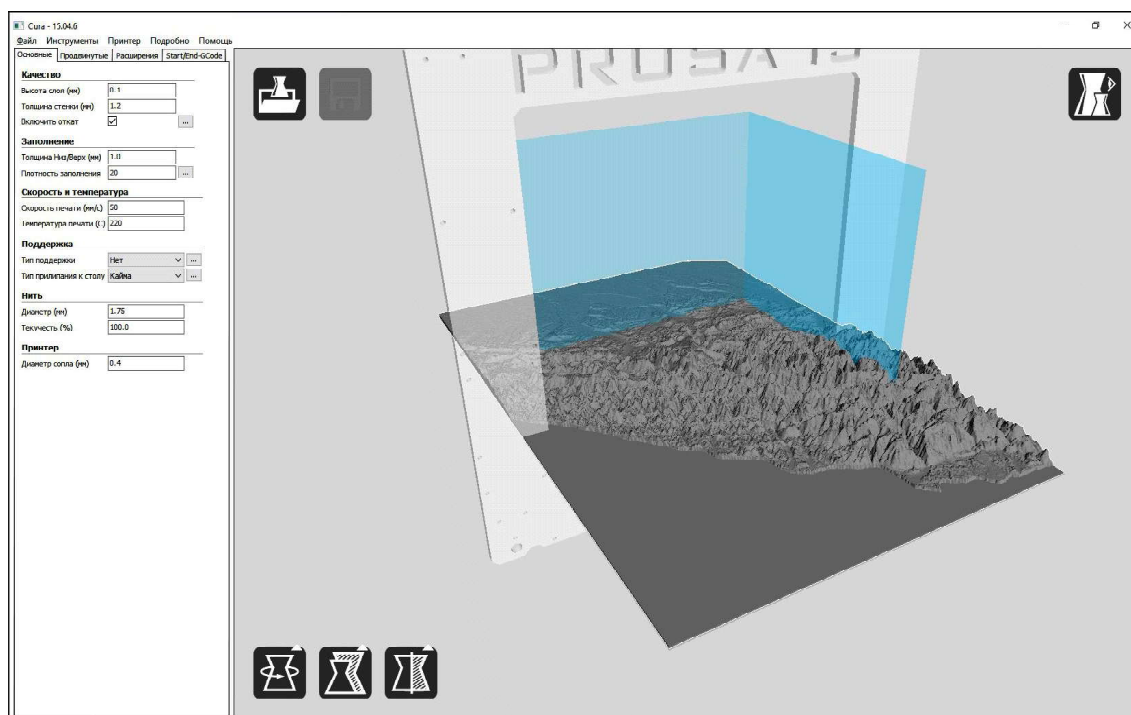 Cura - 15.04.6
Файл Инструменты Принтер Подробно Помощь
Основные Продвинутые Расширения Start/End-GCode
Качество
Высота слоя (мм) 0.1
Толщина стенки (мм) 1.2
Включить откат ...
Заполнение
Толщина Низ/Верх (мм) 1.0
Плотность заполнения 20 ...
Скорость и температура
Скорость печати (мм/с) 50
Температура печати (C) 220
Поддержка
Тип поддержки Нет ...
Тип прилипания к столу Кайма ...
Нить
Диаметр (мм) 1.75
Текучесть (%) 100.0
Принтер
Диаметр сопла (мм) 0.4
PRUSA i3